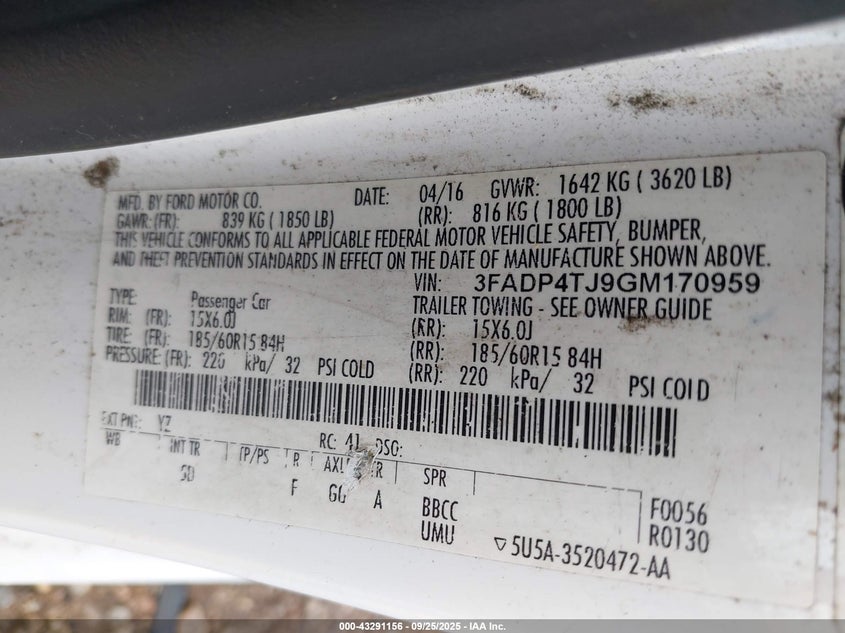 MFD. BY FORD MOTOR CO. DATE: 04/16 GVWR: 1642 KG ( 3620 LB)
GAWR: (FR): 839 KG ( 1850 LB) (RR): 816 KG ( 1800 LB)
THIS VEHICLE CONFORMS TO ALL APPLICABLE FEDERAL MOTOR VEHICLE SAFETY, BUMPER,
AND THEFT PREVENTION STANDARDS IN EFFECT ON THE DATE OF MANUFACTURE SHOWN ABOVE.
VIN: 3FADP4TJ9GM170959
TYPE: Passenger Car TRAILER TOWING - SEE OWNER GUIDE
RIM: (FR): 15X6.0J (RR): 15X6.0J
TIRE: (FR): 185/60R15 84H (RR): 185/60R15 84H
PRESSURE: (FR): 220 kPa/ 32 PSI COLD (RR): 220 kPa/ 32 PSI COLD
EXT PNT: YZ RC: 41 DSO:
WB INT TR TP/PS R AXLE TR SPR
F A BBCC F0056
UMU R0130
5U5A-3520472-AA
000-43291156 - 09/25/2025 - IAA Inc.